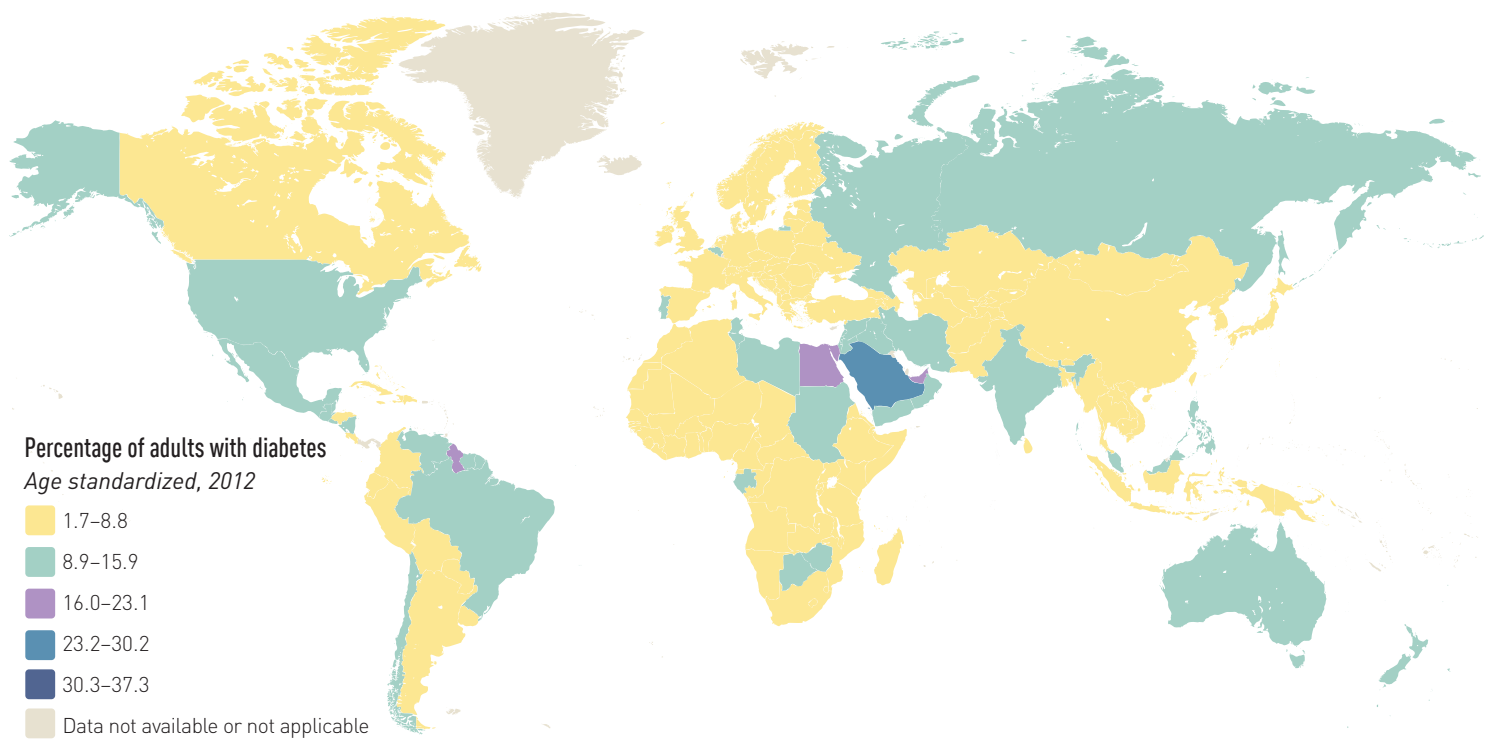 Percentage of adults with diabetes
Age standardized, 2012
1.7–8.8
8.9–15.9
16.0–23.1
23.2–30.2
30.3–37.3
Data not available or not applicable